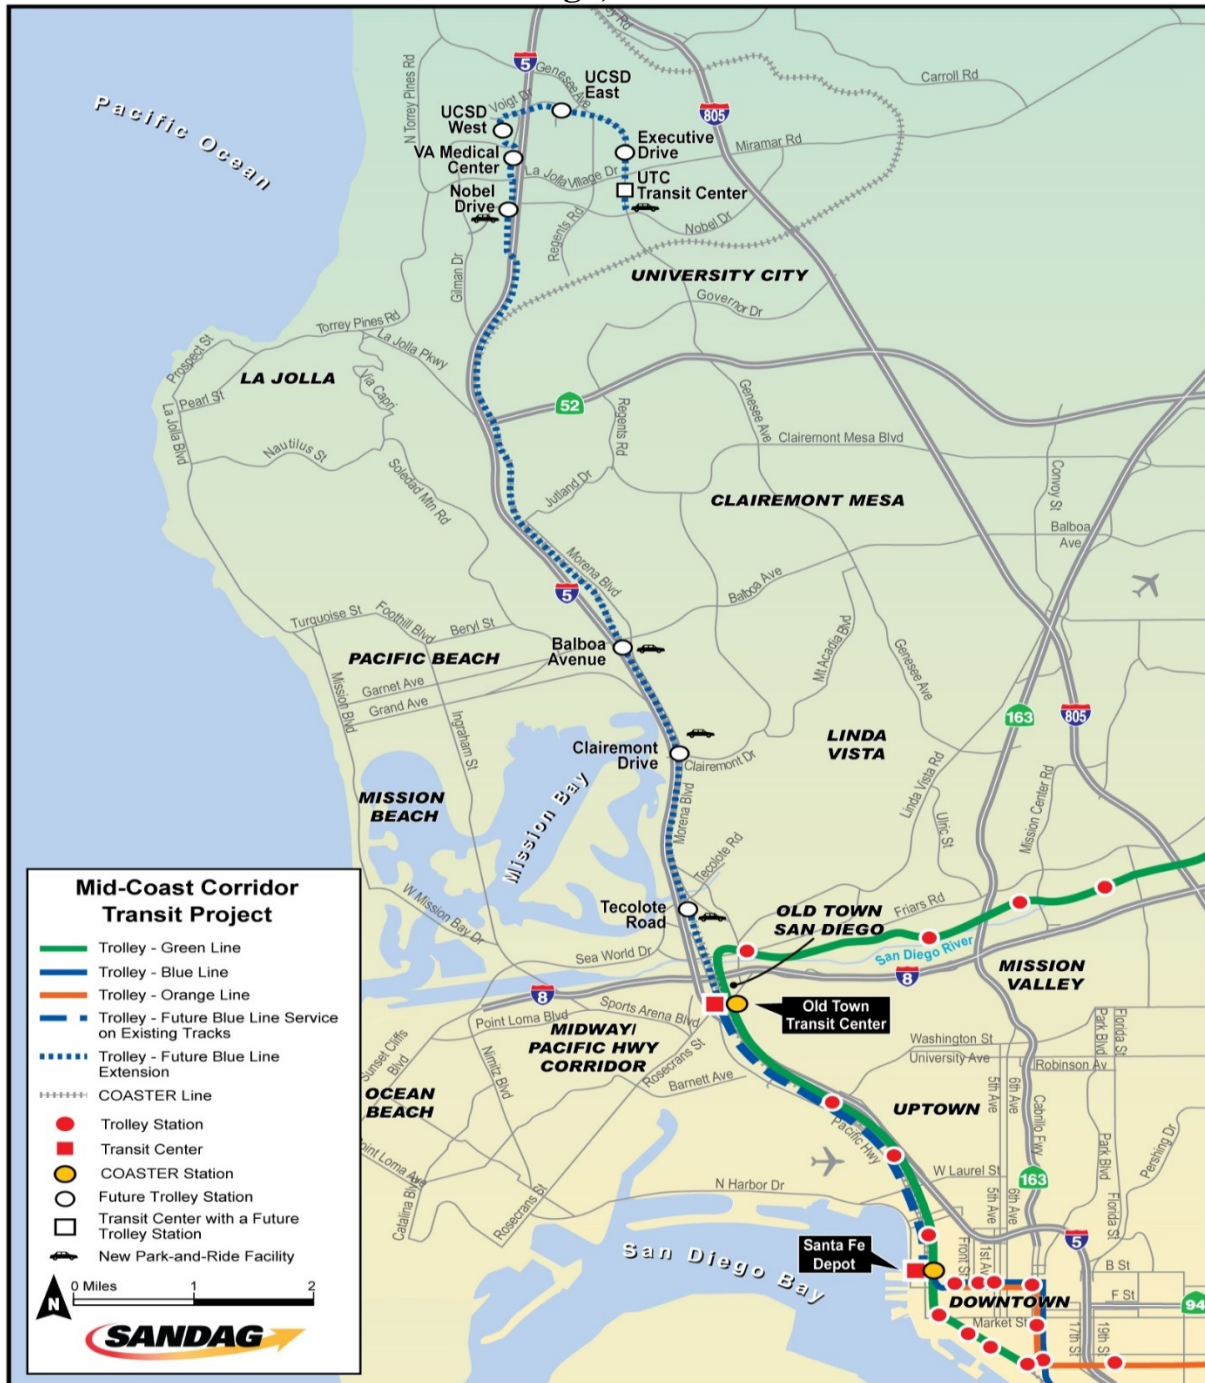 Pacific Ocean
5
Genesee Ave
UCSD
East
Carroll Rd
N Torrey Pines Rd
Voigt Dr
UCSD
West
805
VA Medical
Center
Executive
Drive
Miramar Rd
La Jolla Village Dr
UTC
Transit Center
Nobel
Drive
Nobel Dr
Regents Rd
Gilman Dr
UNIVERSITY CITY
Governor Dr
Torrey Pines Rd
La Jolla Pkwy
Prospect St
LA JOLLA
Via Capri
Pearl St
52
Regents Rd
Genesee Ave
La Jolla Blvd
Nautilus St
Clairemont Mesa Blvd
Soledad Mtn Rd
Jutland Dr
CLAIREMONT MESA
Convoy St
Balboa
Ave
Morena Blvd
5
Balboa Ave
Turquoise St
Foothill Blvd
Beryl St
Balboa
Avenue
Mt Acadia Blvd
Genesee Ave
PACIFIC BEACH
Garnet Ave
Grand Ave
Mission Blvd
Ingraham St
163
805
LINDA
VISTA
Clairemont
Drive
Clairemont Dr
Linda Vista Rd
Mission Center Rd
MISSION
BEACH
Mission Bay
Morena Blvd
Ulric St
Tecolote Rd
W Mission Bay Dr
Tecolote
Road
OLD TOWN
SAN DIEGO
Friars Rd
Sea World Dr
San Diego River
8
MISSION
VALLEY
8
Old Town
Transit Center
Point Loma Blvd
Sports Arena Blvd
MIDWAY/
PACIFIC HWY
CORRIDOR
Sunset Cliffs
Blvd
Nimitz Blvd
Rosecrans St
Barnett Ave
Washington St
University Ave
Robinson Av
Park Blvd
Florida St
5th Ave
6th Ave
Cabrillo Fwy
OCEAN
BEACH
UPTOWN
Pacific Hwy
Park Blvd
Pershing Dr
Point Loma Ave
W Laurel St
163
N Harbor Dr
Catalina Blvd
Rosecrans St
5th Ave
6th Ave
Florida St
San Diego Bay
Santa Fe
Depot
Front St
1st Av
5
B St
F St
94
DOWNTOWN
Market St
17th St
19th St
Mid-Coast Corridor
Transit Project
Trolley - Green Line
Trolley - Blue Line
Trolley - Orange Line
Trolley - Future Blue Line Service
on Existing Tracks
Trolley - Future Blue Line
Extension
COASTER Line
Trolley Station
Transit Center
COASTER Station
Future Trolley Station
Transit Center with a Future
Trolley Station
New Park-and-Ride Facility
N
0 Miles 1 2
SANDAG